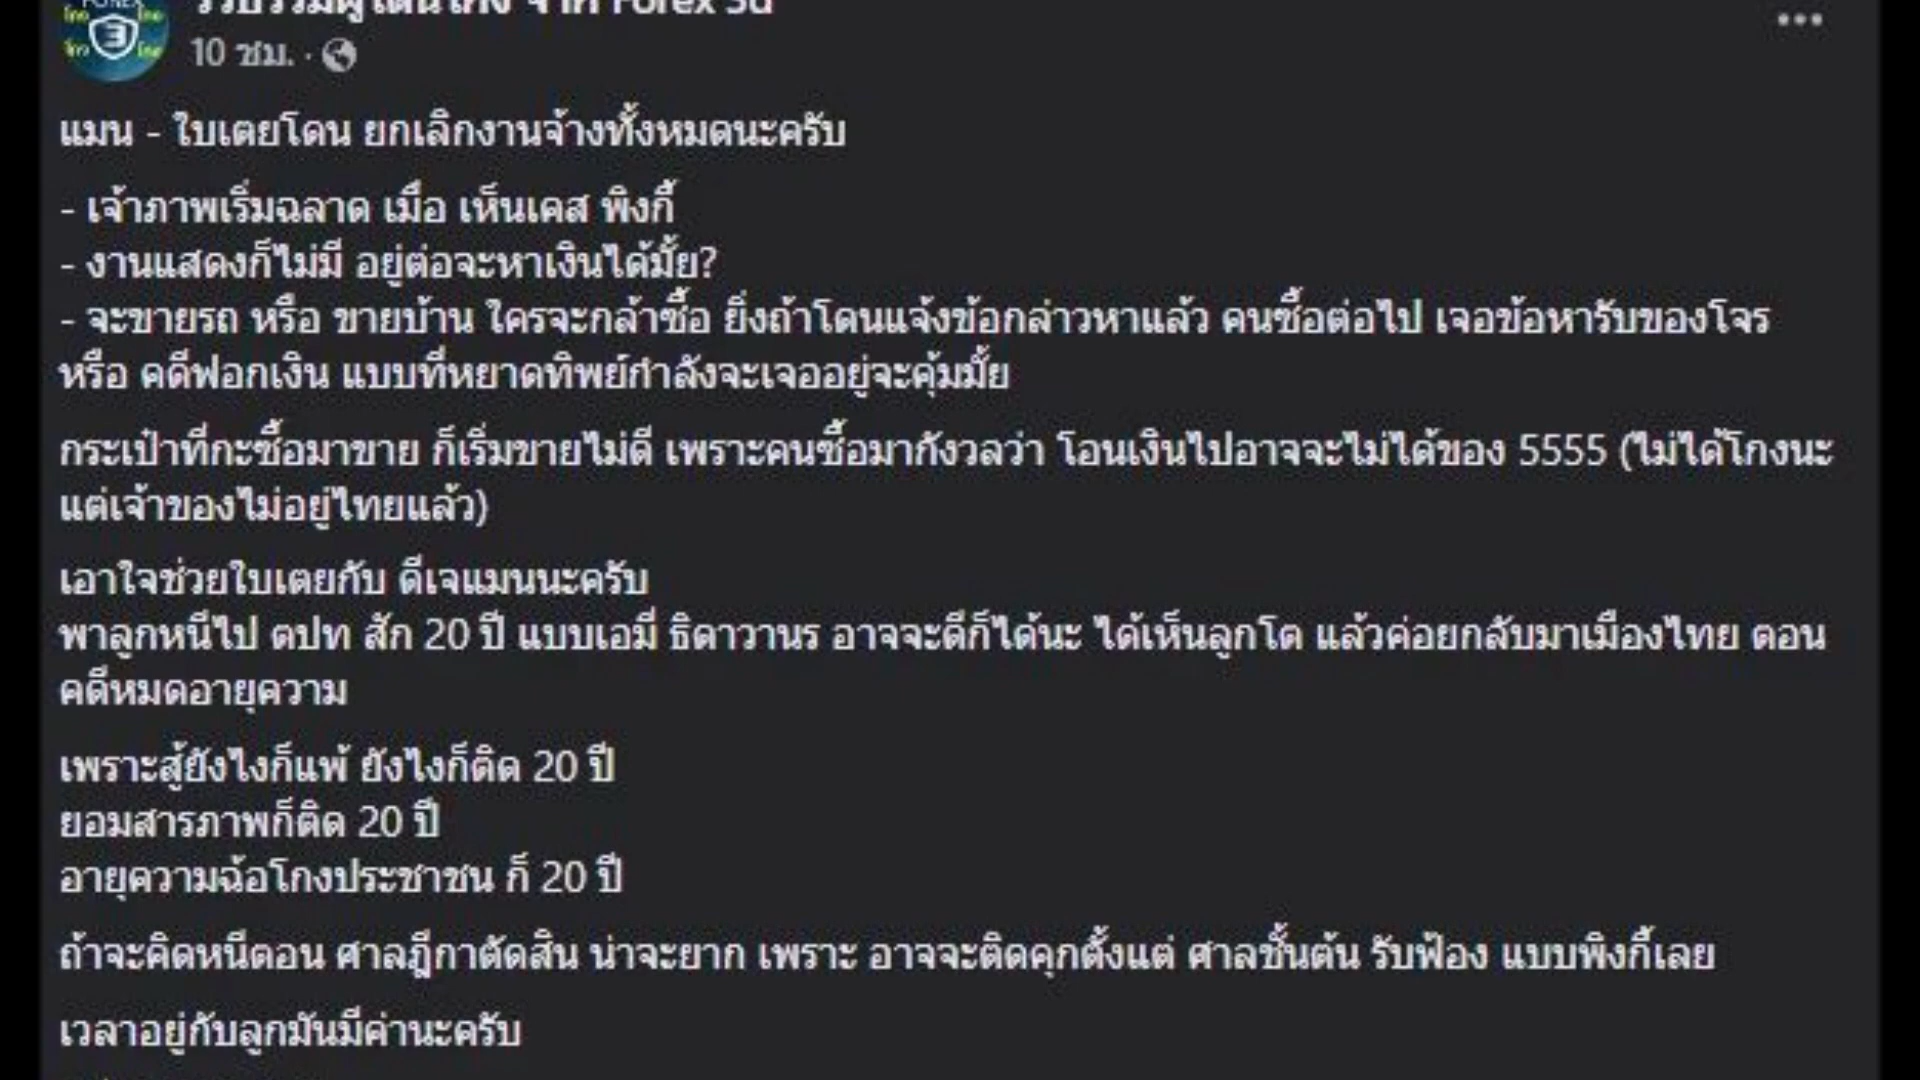 จาก Forex 3d
10 ชม.
แมน - ใบเตยโดน ยกเลิกงานจ้างทั้งหมดนะครับ
- เจ้าภาพเริ่มฉลาด เมื่อ เห็นเคส พิงกี้
- งานแสดงก็ไม่มี อยู่ต่อจะหาเงินได้มั้ย?
- จะขายรถ หรือ ขายบ้าน ใครจะกล้าซื้อ ยิ่งถ้าโดนแจ้งข้อกล่าวหาแล้ว คนซื้อต่อไป เจอข้อหารับของโจร
หรือ คดีฟอกเงิน แบบที่หยาดทิพย์กำลังจะเจออยู่จะคุ้มมั้ย
กระเป๋าที่กะซื้อมาขาย ก็เริ่มขายไม่ดี เพราะคนซื้อมากังวลว่า โอนเงินไปอาจจะไม่ได้ของ 5555 (ไม่ได้โกงนะ
แต่เจ้าของไม่อยู่ไทยแล้ว)
เอาใจช่วยใบเตยกับ ดีเจแมนนะครับ
พาลูกหนีไป ตปท สัก 20 ปี แบบเอมี่ ธิดาวานร อาจจะดีก็ได้นะ ได้เห็นลูกโต แล้วค่อยกลับมาเมืองไทย ตอน
คดีหมดอายุความ
เพราะสู้ยังไงก็แพ้ ยังไงก็ติด 20 ปี
ยอมสารภาพก็ติด 20 ปี
อายุความฉ้อโกงประชาชน ก็ 20 ปี
ถ้าจะคิดหนีตอน ศาลฎีกาตัดสิน น่าจะยาก เพราะ อาจจะติดคุกตั้งแต่ ศาลชั้นต้น รับฟ้อง แบบพิงกี้เลย
เวลาอยู่กับลูกมันมีค่านะครับ